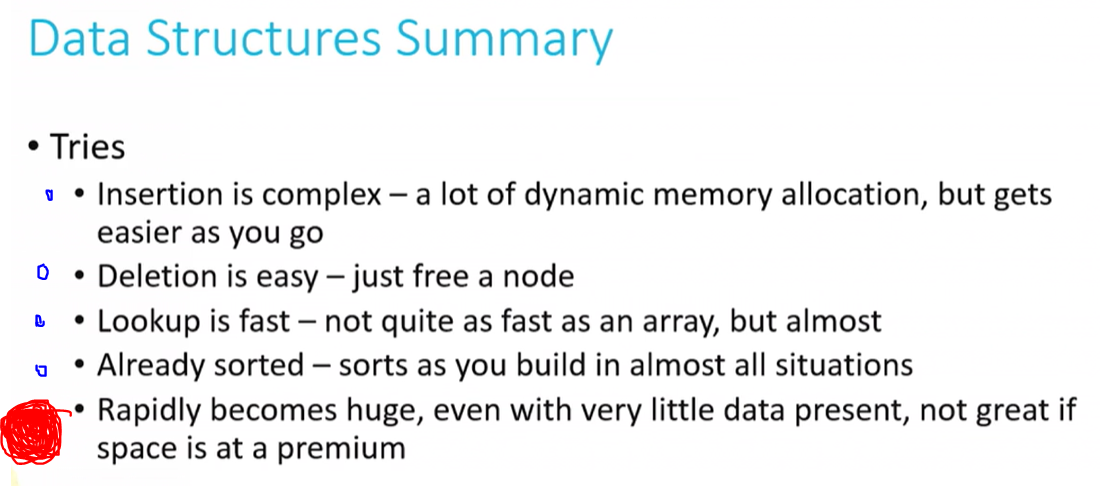 Data Structures Summary
• Tries
• Insertion is complex – a lot of dynamic memory allocation, but gets
easier as you go
• Deletion is easy – just free a node
• Lookup is fast – not quite as fast as an array, but almost
• Already sorted – sorts as you build in almost all situations
• Rapidly becomes huge, even with very little data present, not great if
space is at a premium